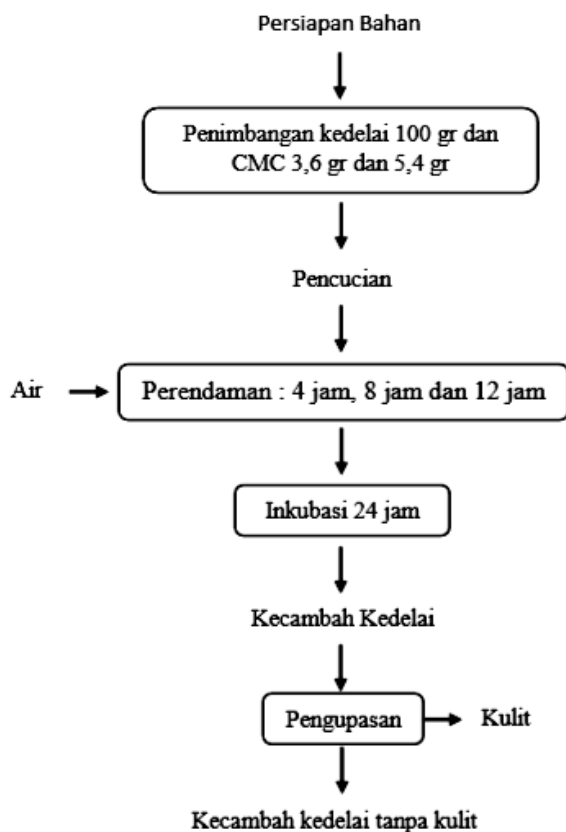 Persiapan Bahan
Penimbangan kedelai 100 gr dan
CMC 3,6 gr dan 5,4 gr
Pencucian
Air
Perendaman : 4 jam, 8 jam dan 12 jam
Inkubasi 24 jam
Kecambah Kedelai
Pengupasan
Kulit
Kecambah kedelai tanpa kulit